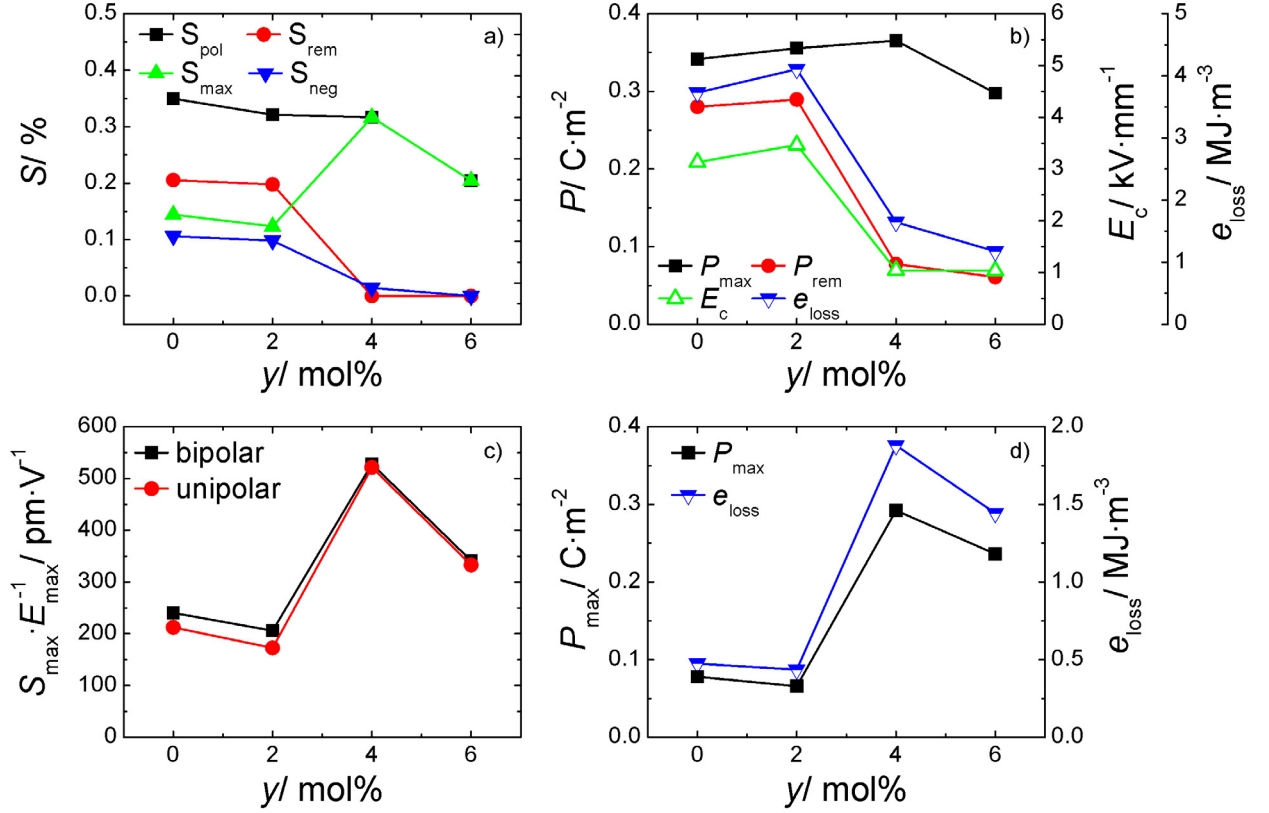 a)
S_pol S_rem
S_max S_neg
S/ %
0.5
0.4
0.3
0.2
0.1
0.0
0 2 4 6
y/ mol%
b)
P/ C·m⁻²
0.4
0.3
0.2
0.1
0.0
P_max P_rem
E_c e_loss
0 2 4 6
y/ mol%
6
5
4
3
2
1
0
E_c/ kV·mm⁻¹
5
4
3
2
1
0
e_loss/ MJ·m⁻³
c)
bipolar
unipolar
S_max·E_max⁻¹/ pm·V⁻¹
600
500
400
300
200
100
0
0 2 4 6
y/ mol%
d)
P_max
e_loss
P_max/ C·m⁻²
0.4
0.3
0.2
0.1
0.0
0 2 4 6
y/ mol%
2.0
1.5
1.0
0.5
0.0
e_loss/ MJ·m⁻³